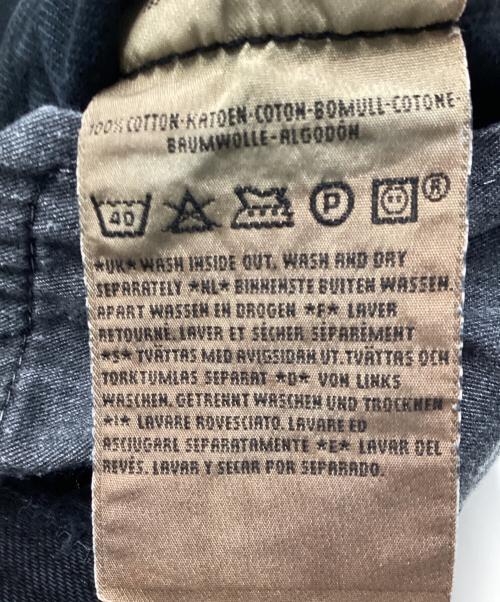 100% COTTON-KATOEN-COTON-BOMULL-COTONE-
BAUMWOLLE-ALGODÓN
40 P ®
*UK* WASH INSIDE OUT, WASH AND DRY
SEPARATELY *NL* BINNENSTE BUITEN WASSEN.
APART WASSEN EN DROGEN *F* LAVER
RETOURNÉ. LAVER ET SÉCHER SÉPARÉMENT
*S* TVÄTTAS MED AVIGSIDAN UT. TVÄTTAS OCH
TORKTUMLAS SEPARAT *D* VON LINKS
WASCHEN. GETRENNT WASCHEN UND TROCKNEN
*I* LAVARE ROVESCIATO. LAVARE ED
ASCIUGARE SEPARATAMENTE *E* LAVAR DEL
REVÉS. LAVAR Y SECAR POR SEPARADO.